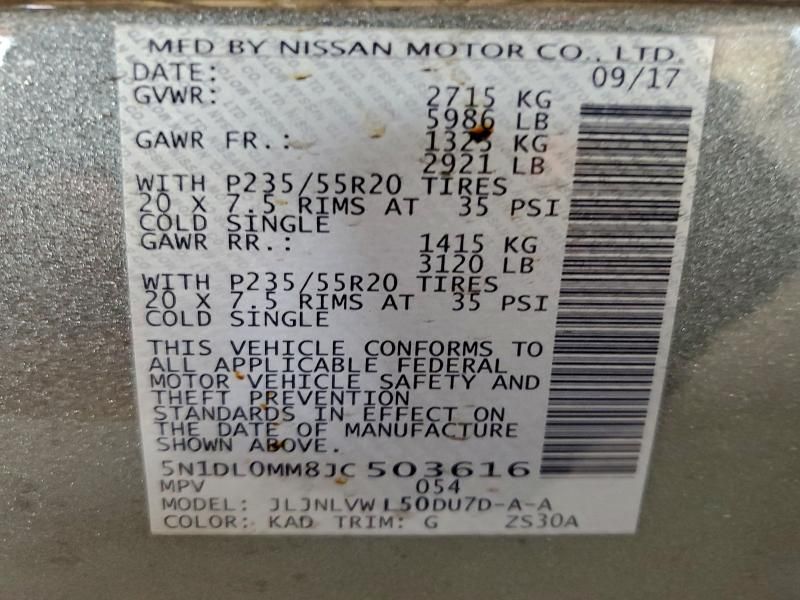 MFD BY NISSAN MOTOR CO., LTD.
DATE: 09/17
GVWR: 2715 KG
5986 LB
GAWR FR.: 1325 KG
2921 LB
WITH P235/55R20 TIRES
20 X 7.5 RIMS AT 35 PSI
COLD SINGLE
GAWR RR.: 1415 KG
3120 LB
WITH P235/55R20 TIRES
20 X 7.5 RIMS AT 35 PSI
COLD SINGLE
THIS VEHICLE CONFORMS TO
ALL APPLICABLE FEDERAL
MOTOR VEHICLE SAFETY AND
THEFT PREVENTION
STANDARDS IN EFFECT ON
THE DATE OF MANUFACTURE
SHOWN ABOVE.
5N1DL0MM8JC503616
MPV 054
MODEL: JLJNLVWL50DU7D-A-A
COLOR: KAD TRIM: G ZS30A